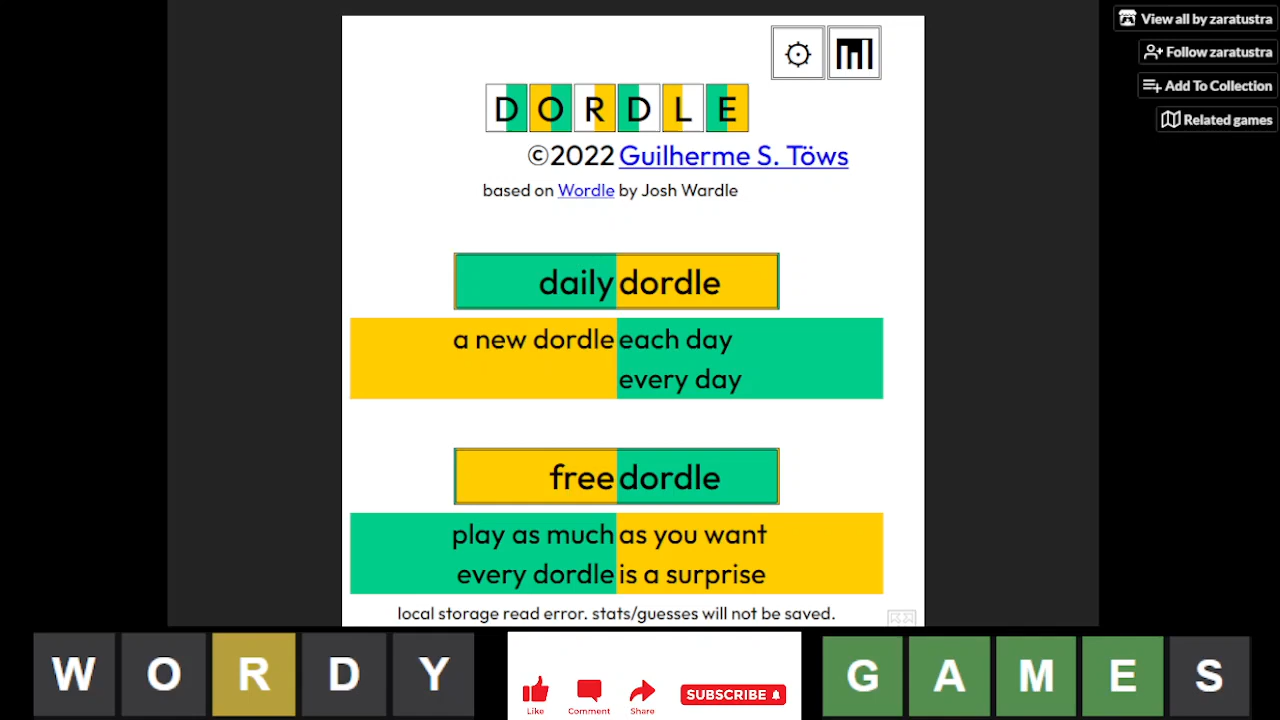 View all by zaratustra
Follow zaratustra
Add To Collection
Related games
DORDLE
©2022 Guilherme S. Töws
based on Wordle by Josh Wardle
daily dordle
a new dordle each day
every day
free dordle
play as much as you want
every dordle is a surprise
local storage read error. stats/guesses will not be saved.
WORDY
Like Comment Share SUBSCRIBE
GAMES